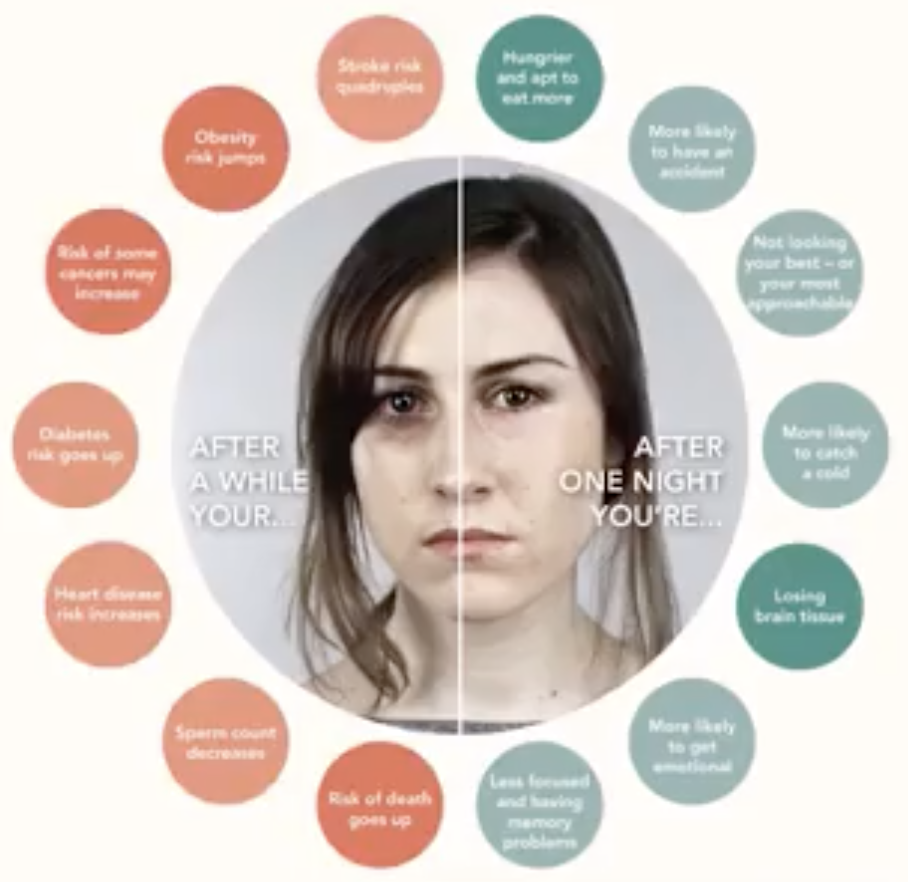 Stroke risk
quadruples
Hungrier
and apt to
eat more
Obesity
risk jumps
More likely
to have an
accident
Risk of some
cancers may
increase
Not looking
your best – or
your most
approachable
Diabetes
risk goes up
AFTER
A WHILE
YOUR...
AFTER
ONE NIGHT
YOU'RE...
More likely
to catch
a cold
Heart disease
risk increases
Losing
brain tissue
Sperm count
decreases
More likely
to get
emotional
Risk of death
goes up
Less focused
and having
memory
problems